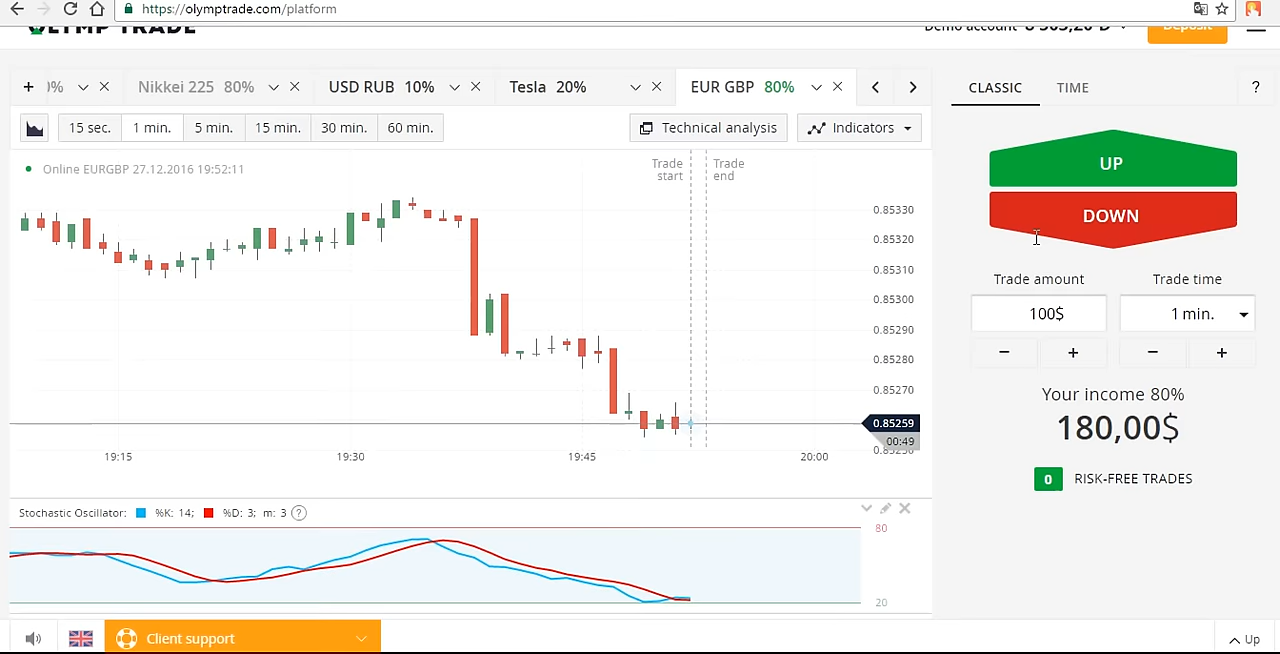 https://olymptrade.com/platform
OLYMP TRADE
Demo account
Deposit
+ 0% Nikkei 225 80% USD RUB 10% Tesla 20% EUR GBP 80%
CLASSIC TIME ?
15 sec. 1 min. 5 min. 15 min. 30 min. 60 min. Technical analysis Indicators
Online EURGBP 27.12.2016 19:52:11
Trade start
Trade end
0.85330
0.85320
0.85310
0.85300
0.85290
0.85280
0.85270
0.85259
00:49
19:15 19:30 19:45 20:00
UP
DOWN
Trade amount Trade time
100$ 1 min.
− + − +
Your income 80%
180,00$
0 RISK-FREE TRADES
Stochastic Oscillator: %K: 14; %D: 3; m: 3 ?
80
20
Client support
Up